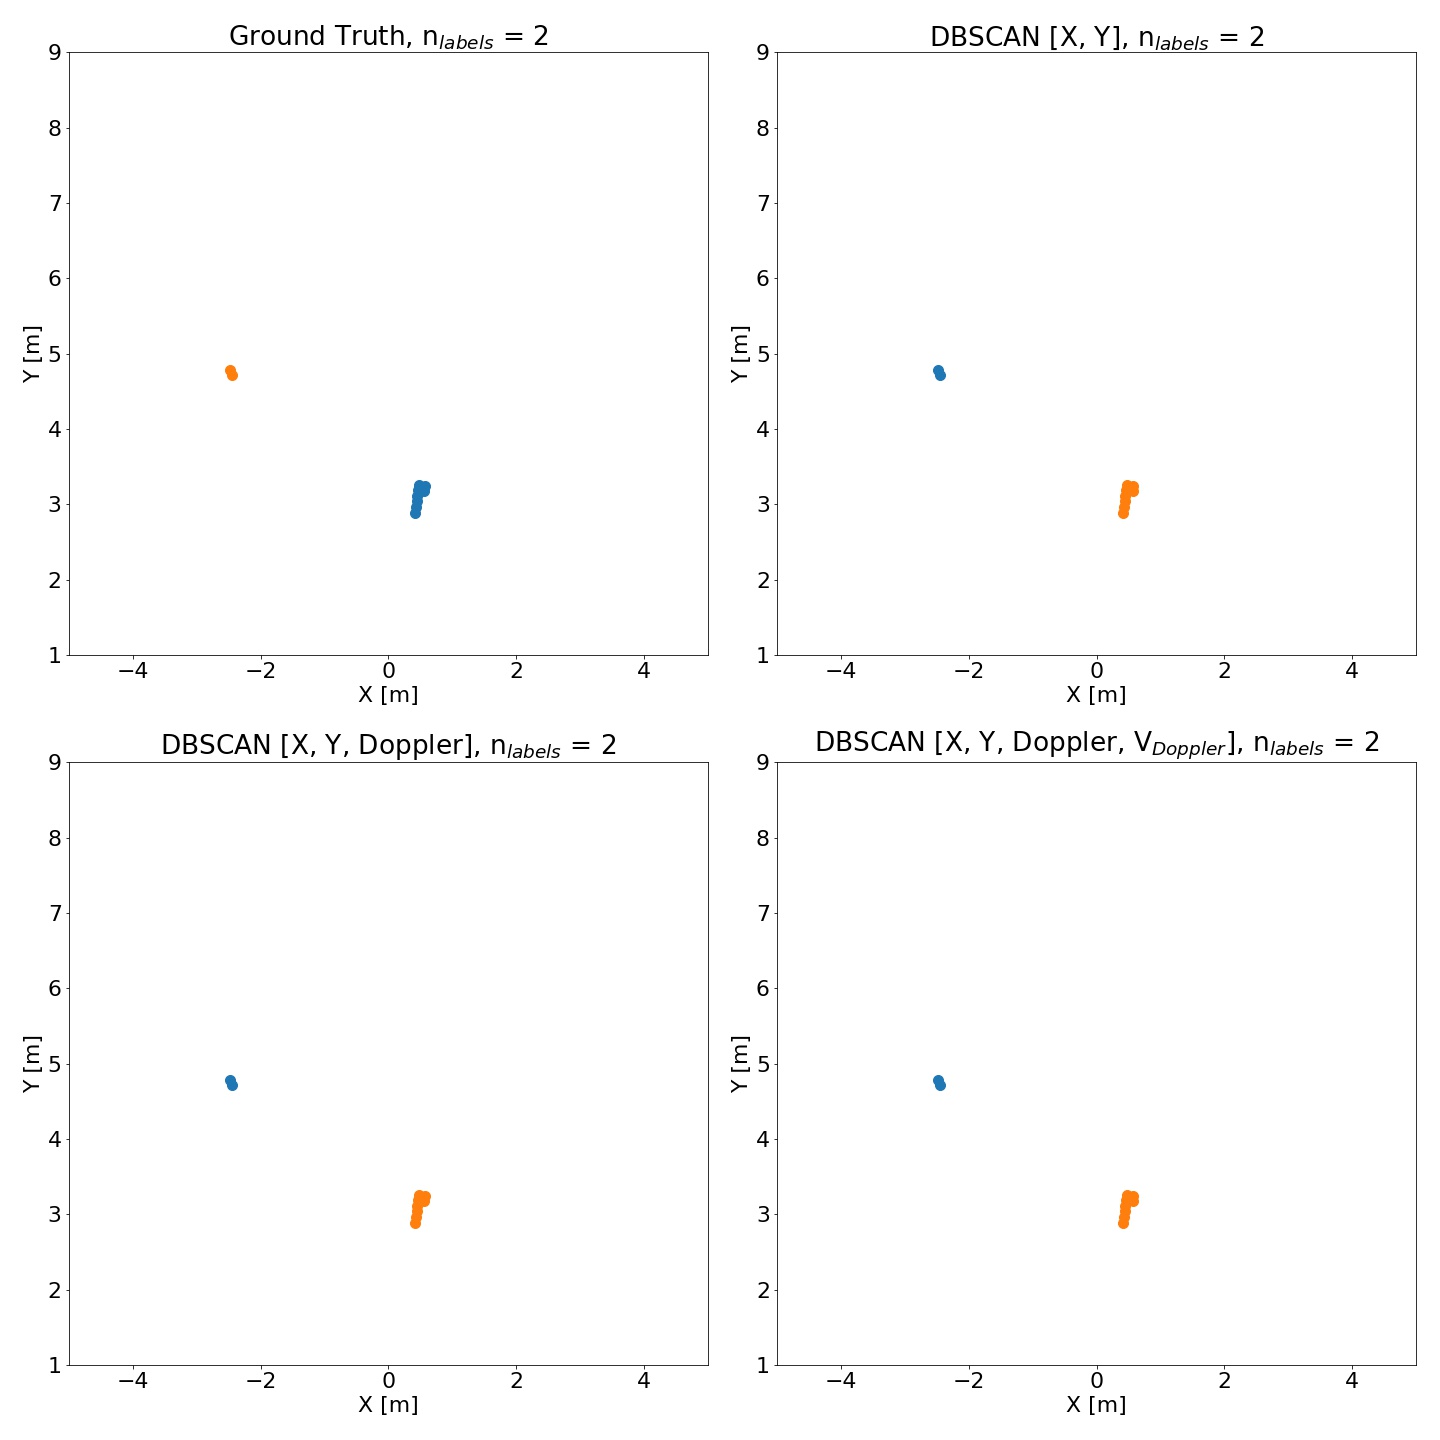 Ground Truth, n_labels = 2
9
8
7
6
5
4
3
2
1
Y [m]
−4 −2 0 2 4
X [m]
DBSCAN [X, Y], n_labels = 2
9
8
7
6
5
4
3
2
1
Y [m]
−4 −2 0 2 4
X [m]
DBSCAN [X, Y, Doppler], n_labels = 2
9
8
7
6
5
4
3
2
1
Y [m]
−4 −2 0 2 4
X [m]
DBSCAN [X, Y, Doppler, V_Doppler], n_labels = 2
9
8
7
6
5
4
3
2
1
Y [m]
−4 −2 0 2 4
X [m]